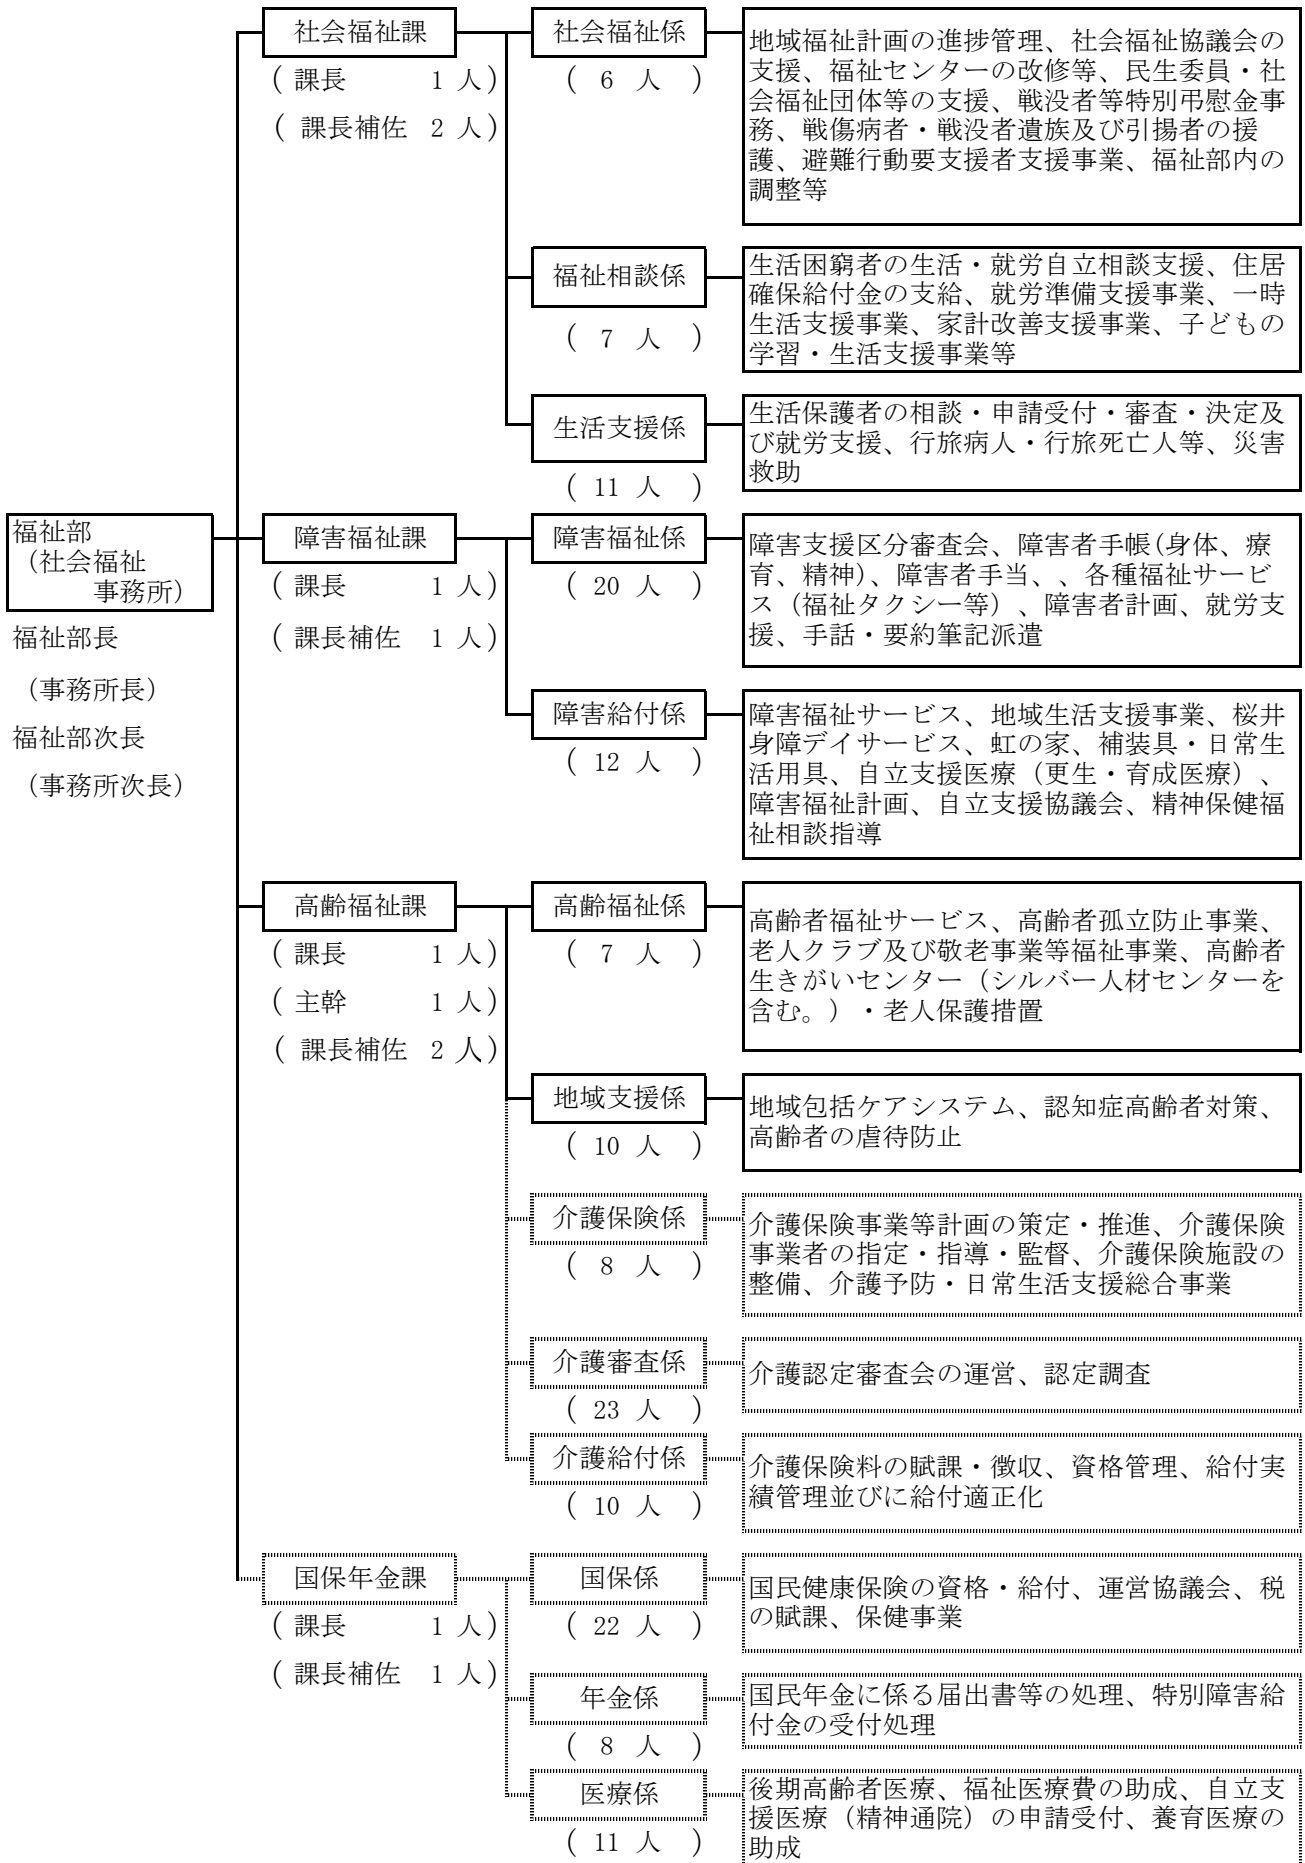 社会福祉課
( 課長 1 人)
( 課長補佐 2 人)
社会福祉係
( 6 人 )
地域福祉計画の進捗管理、社会福祉協議会の
支援、福祉センターの改修等、民生委員・社
会福祉団体等の支援、戦没者等特別弔慰金事
務、戦傷病者・戦没者遺族及び引揚者の援
護、避難行動要支援者支援事業、福祉部内の
調整等
福祉相談係
( 7 人 )
生活困窮者の生活・就労自立相談支援、住居
確保給付金の支給、就労準備支援事業、一時
生活支援事業、家計改善支援事業、子どもの
学習・生活支援事業等
生活支援係
( 11 人 )
生活保護者の相談・申請受付・審査・決定及
び就労支援、行旅病人・行旅死亡人等、災害
救助
福祉部
(社会福祉
事務所)
福祉部長
(事務所長)
福祉部次長
(事務所次長)
障害福祉課
( 課長 1 人)
( 課長補佐 1 人)
障害福祉係
( 20 人 )
障害支援区分審査会、障害者手帳(身体、療
育、精神)、障害者手当、、各種福祉サービ
ス（福祉タクシー等）、障害者計画、就労支
援、手話・要約筆記派遣
障害給付係
( 12 人 )
障害福祉サービス、地域生活支援事業、桜井
身障デイサービス、虹の家、補装具・日常生
活用具、自立支援医療（更生・育成医療）、
障害福祉計画、自立支援協議会、精神保健福
祉相談指導
高齢福祉課
( 課長 1 人)
( 主幹 1 人)
( 課長補佐 2 人)
高齢福祉係
( 7 人 )
高齢者福祉サービス、高齢者孤立防止事業、
老人クラブ及び敬老事業等福祉事業、高齢者
生きがいセンター（シルバー人材センターを
含む。）・老人保護措置
地域支援係
( 10 人 )
地域包括ケアシステム、認知症高齢者対策、
高齢者の虐待防止
介護保険係
( 8 人 )
介護保険事業等計画の策定・推進、介護保険
事業者の指定・指導・監督、介護保険施設の
整備、介護予防・日常生活支援総合事業
介護審査係
( 23 人 )
介護認定審査会の運営、認定調査
介護給付係
( 10 人 )
介護保険料の賦課・徴収、資格管理、給付実
績管理並びに給付適正化
国保年金課
( 課長 1 人)
( 課長補佐 1 人)
国保係
( 22 人 )
国民健康保険の資格・給付、運営協議会、税
の賦課、保健事業
年金係
( 8 人 )
国民年金に係る届出書等の処理、特別障害給
付金の受付処理
医療係
( 11 人 )
後期高齢者医療、福祉医療費の助成、自立支
援医療（精神通院）の申請受付、養育医療の
助成